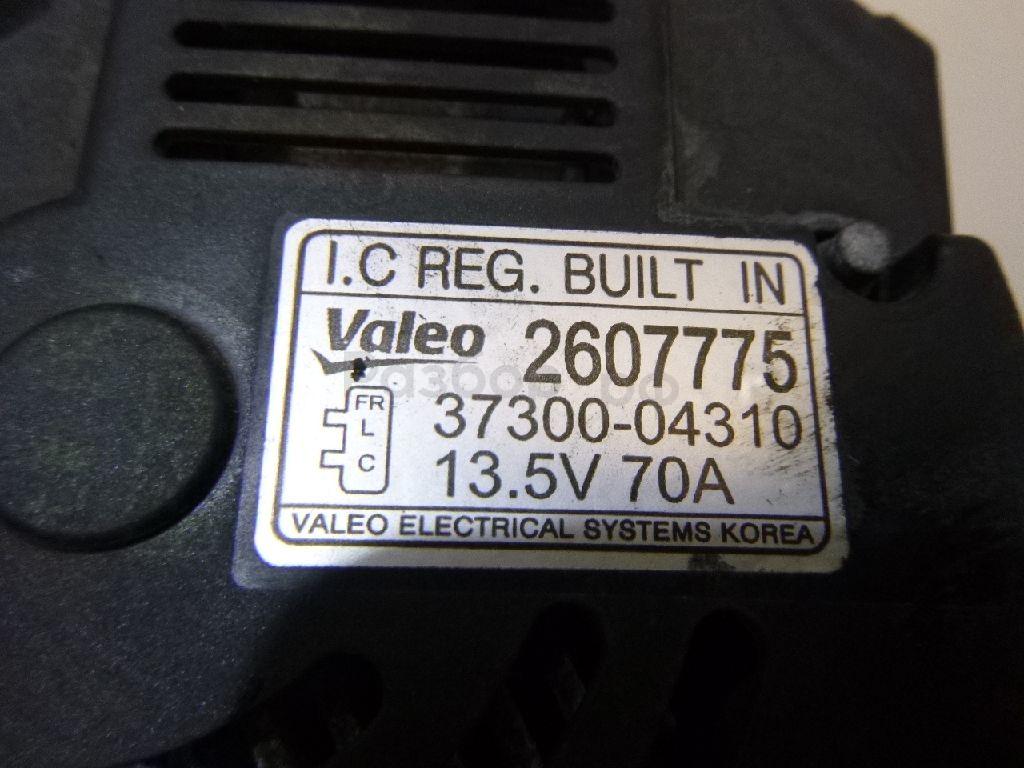 I.C REG. BUILT IN
Valeo 2607775
FR
L
C
37300-04310
13.5V 70A
VALEO ELECTRICAL SYSTEMS KOREA